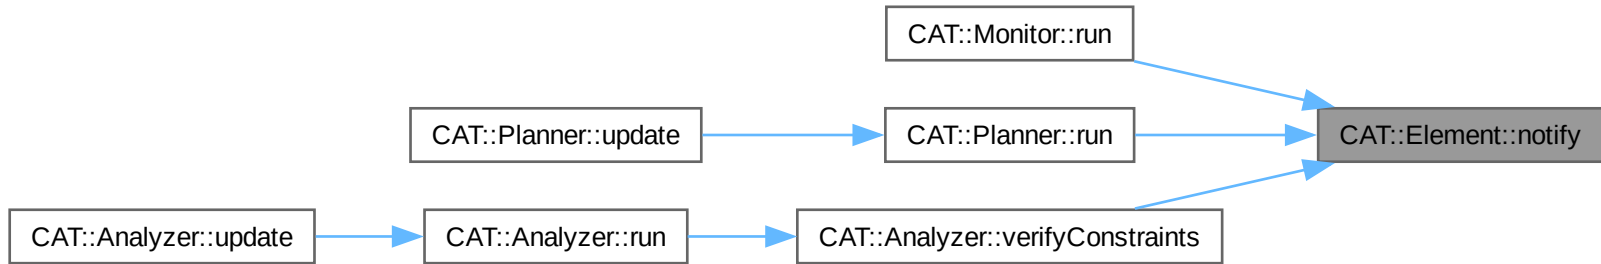 CAT::Monitor::run
CAT::Planner::update
CAT::Planner::run
CAT::Element::notify
CAT::Analyzer::update
CAT::Analyzer::run
CAT::Analyzer::verifyConstraints